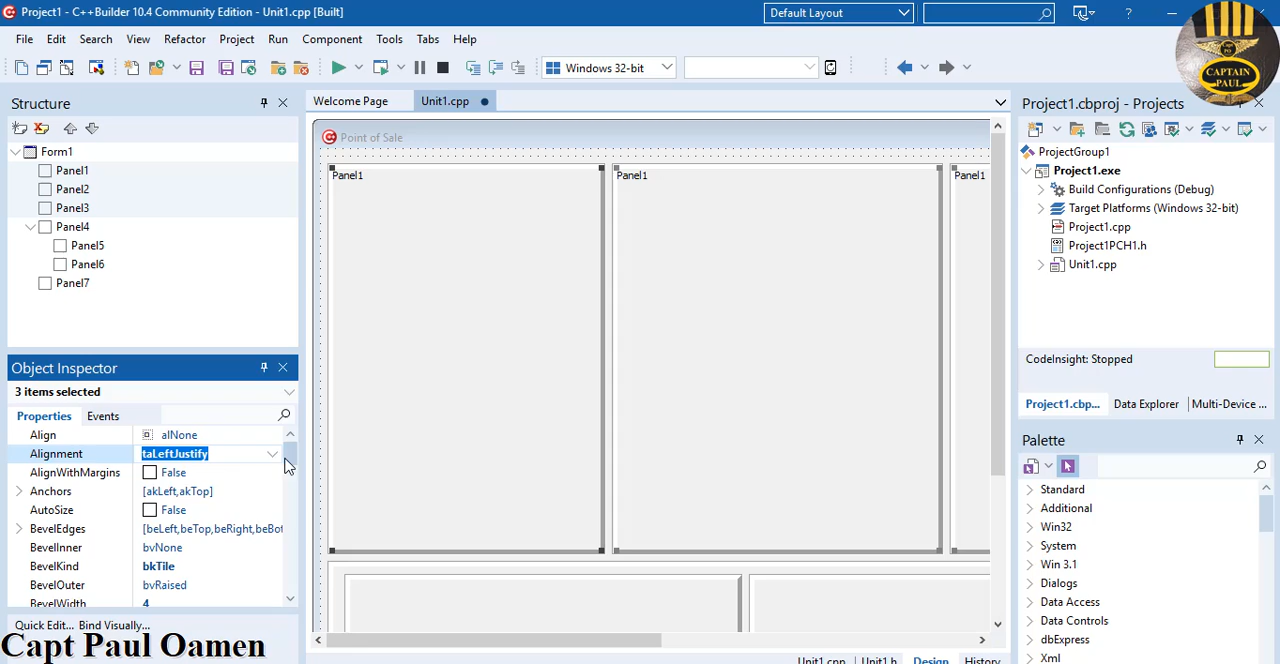 Project1 - C++Builder 10.4 Community Edition - Unit1.cpp [Built]
Default Layout
?
File Edit Search View Refactor Project Run Component Tools Tabs Help
Windows 32-bit
CAPTAIN
PAUL
Structure
Form1
Panel1
Panel2
Panel3
Panel4
Panel5
Panel6
Panel7
Object Inspector
3 items selected
Properties Events
Align alNone
Alignment taLeftJustify
AlignWithMargins False
Anchors [akLeft,akTop]
AutoSize False
BevelEdges [beLeft,beTop,beRight,beBot
BevelInner bvNone
BevelKind bkTile
BevelOuter bvRaised
BevelWidth 4
Quick Edit... Bind Visually...
Capt Paul Oamen
Welcome Page Unit1.cpp
Point of Sale
Panel1 Panel1 Panel1
Unit1.cpp Unit1.h Design History
Project1.cbproj - Projects
ProjectGroup1
Project1.exe
Build Configurations (Debug)
Target Platforms (Windows 32-bit)
Project1.cpp
Project1PCH1.h
Unit1.cpp
CodeInsight: Stopped
Project1.cbp... Data Explorer Multi-Device ...
Palette
Standard
Additional
Win32
System
Win 3.1
Dialogs
Data Access
Data Controls
dbExpress
Xml